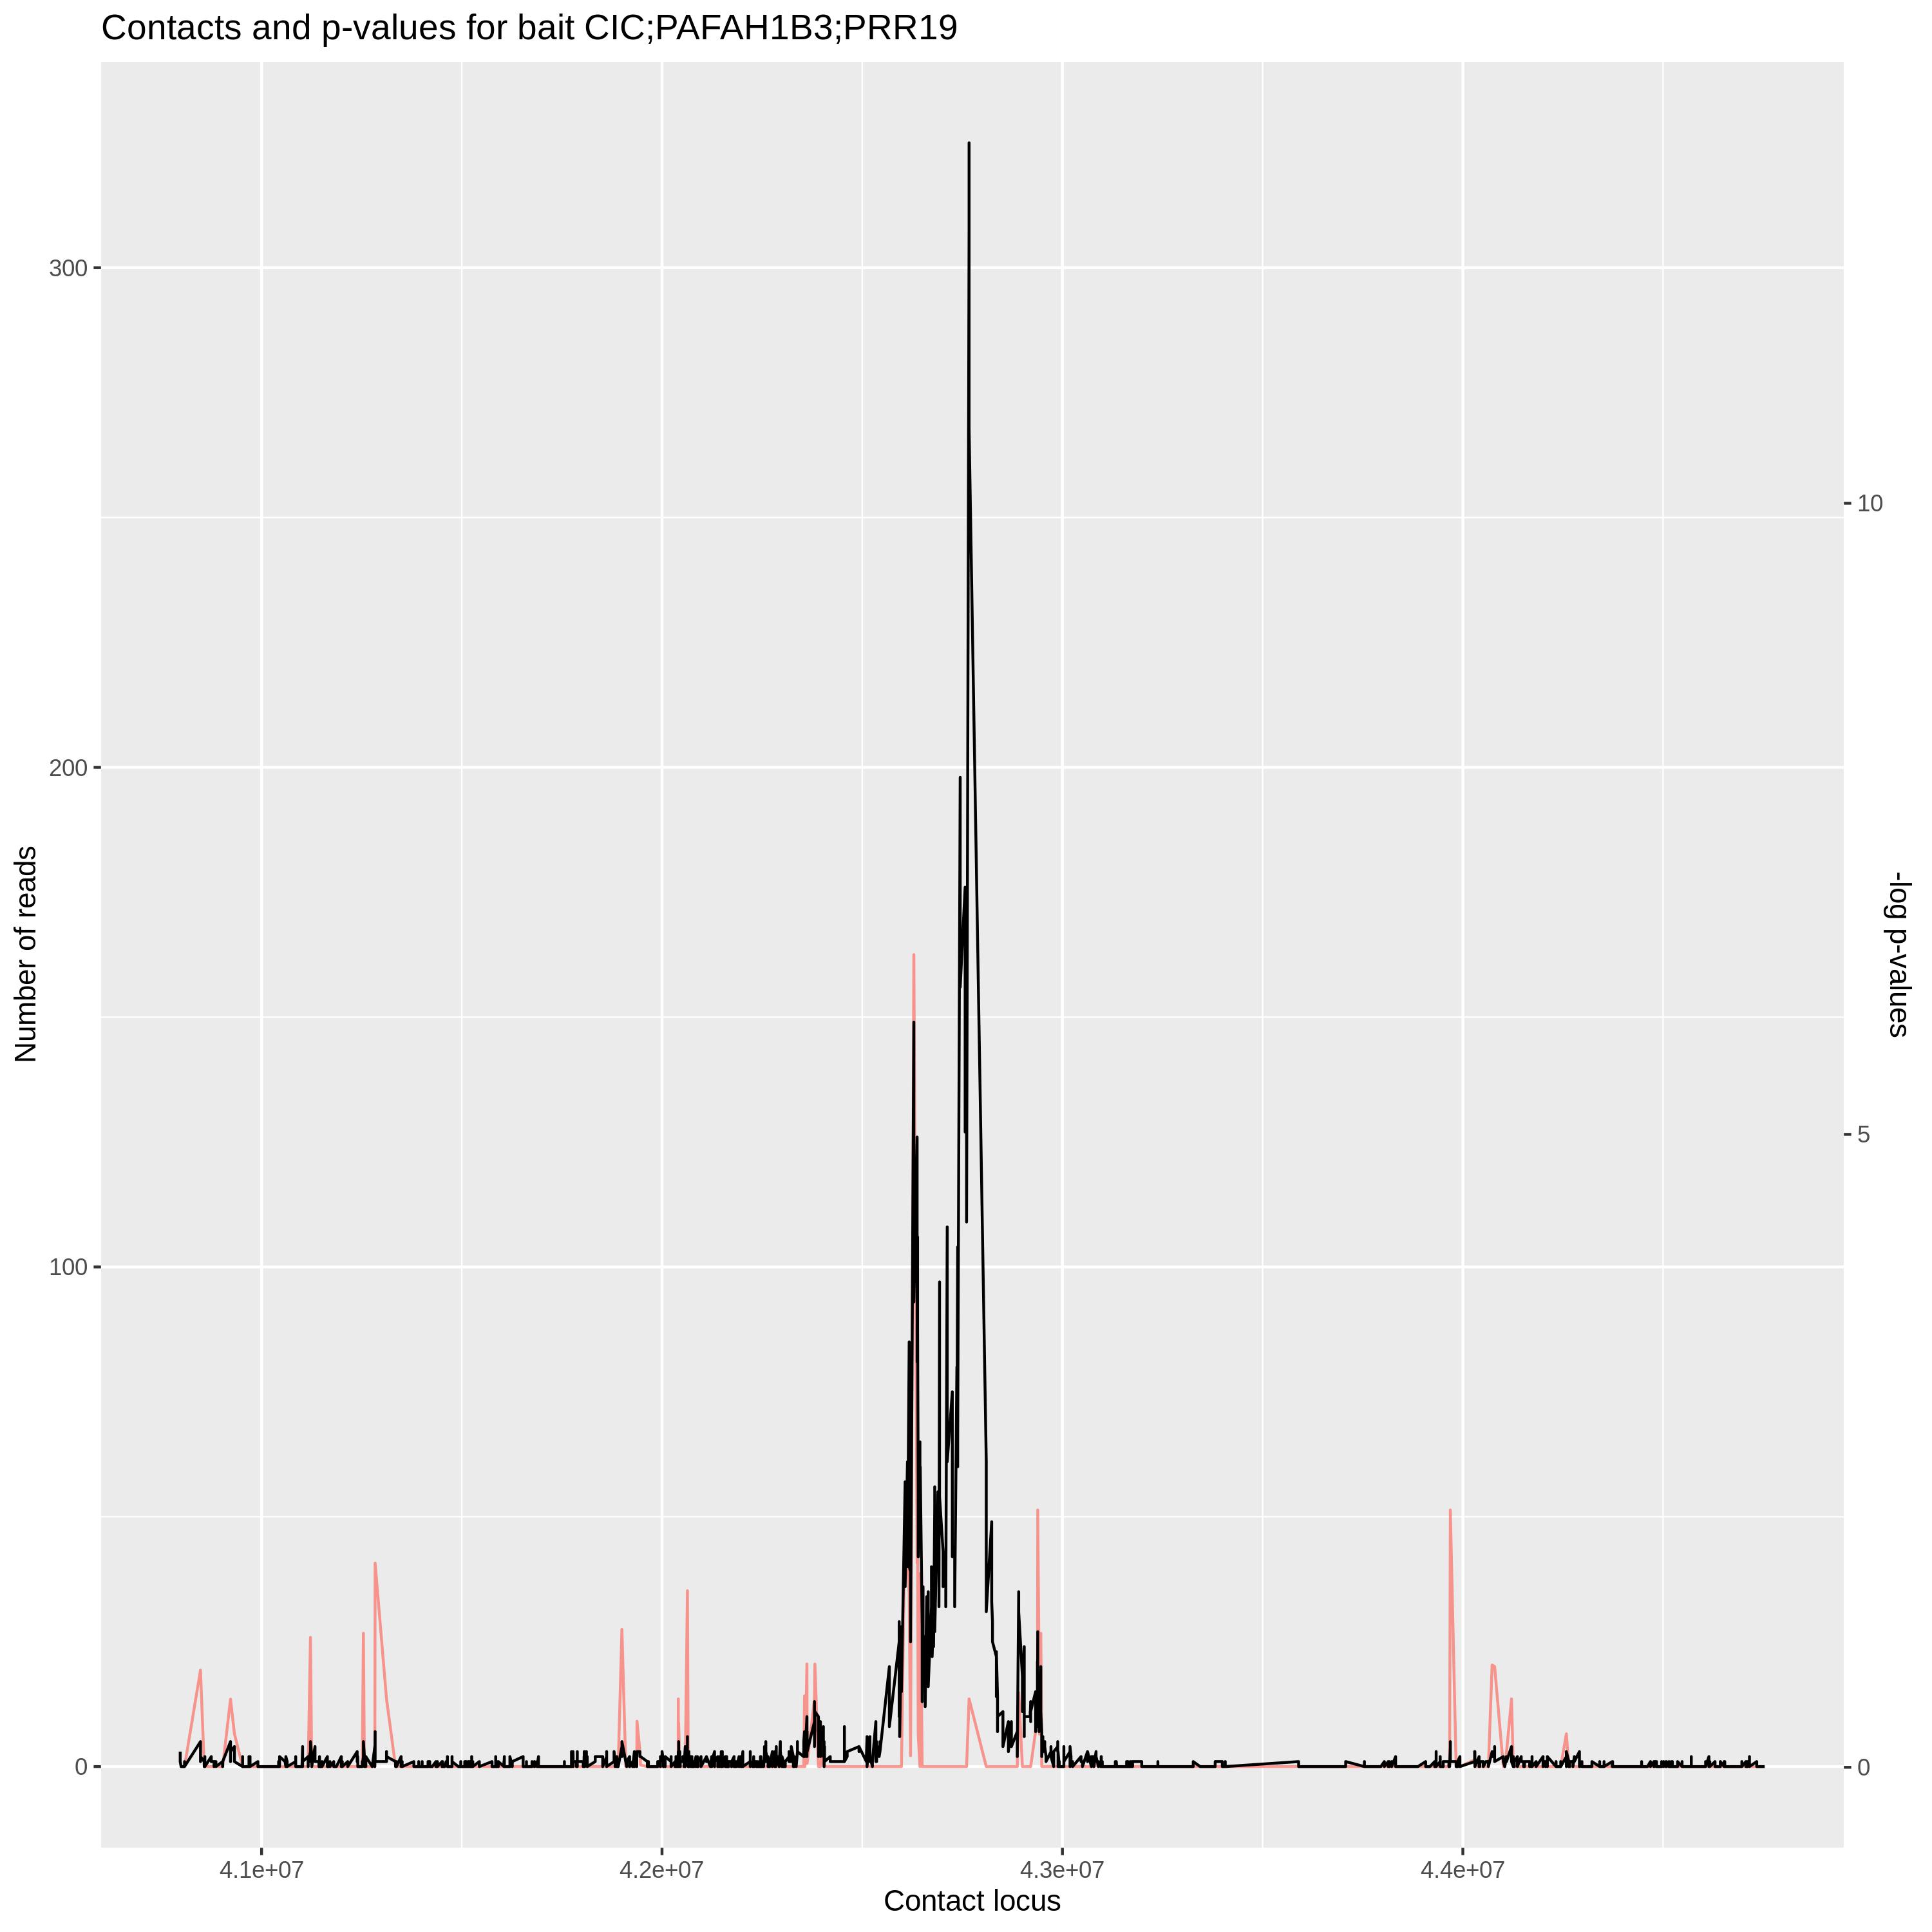 Contacts and p-values for bait CIC;PAFAH1B3;PRR19
300
200
100
0
Number of reads
10
5
0
-log p-values
4.1e+07
4.2e+07
4.3e+07
4.4e+07
Contact locus